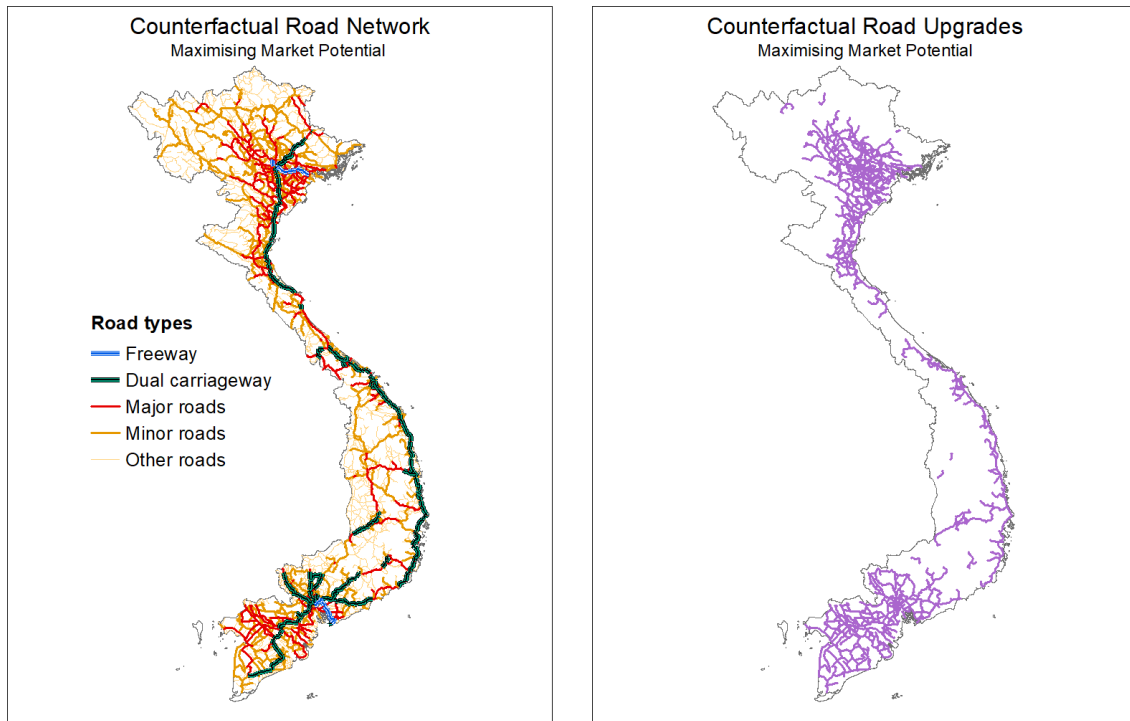 Counterfactual Road Network
Maximising Market Potential
Road types
Freeway
Dual carriageway
Major roads
Minor roads
Other roads
Counterfactual Road Upgrades
Maximising Market Potential